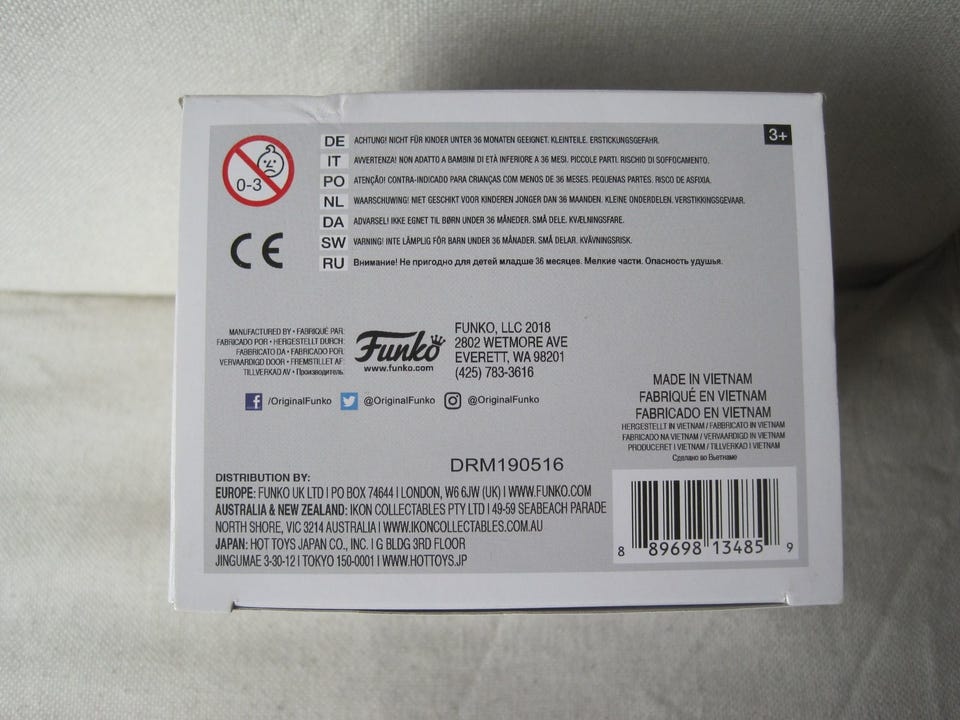 3+
0-3
DE ACHTUNG! NICHT FÜR KINDER UNTER 36 MONATEN GEEIGNET. KLEINTEILE. ERSTICKUNGSGEFAHR.
IT AVVERTENZA! NON ADATTO A BAMBINI DI ETÀ INFERIORE A 36 MESI. PICCOLE PARTI. RISCHIO DI SOFFOCAMENTO.
PO ATENÇÃO! CONTRA-INDICADO PARA CRIANÇAS COM MENOS DE 36 MESES. PEQUENAS PARTES. RISCO DE ASFIXIA.
NL WAARSCHUWING! NIET GESCHIKT VOOR KINDEREN JONGER DAN 36 MAANDEN. KLEINE ONDERDELEN. VERSTIKKINGSGEVAAR.
DA ADVARSEL! IKKE EGNET TIL BØRN UNDER 36 MÅNEDER. SMÅ DELE. KVÆLNINGSFARE.
SW VARNING! INTE LÄMPLIG FÖR BARN UNDER 36 MÅNADER. SMÅ DELAR. KVÄVNINGSRISK.
RU Внимание! Не пригодно для детей младше 36 месяцев. Мелкие части. Опасность удушья.
CE
MANUFACTURED BY • FABRIQUÉ PAR:
FABRICADO POR • HERGESTELLT DURCH:
FABBRICATO DA • FABRICADO POR:
VERVAARDIGD DOOR • FREMSTILLET AF:
TILLVERKAD AV • Производитель:
Funko
www.funko.com
FUNKO, LLC 2018
2802 WETMORE AVE
EVERETT, WA 98201
(425) 783-3616
/OriginalFunko @OriginalFunko @OriginalFunko
MADE IN VIETNAM
FABRIQUÉ EN VIETNAM
FABRICADO EN VIETNAM
HERGESTELLT IN VIETNAM / FABBRICATO IN VIETNAM
FABRICADO NA VIETNAM / VERVAARDIGD IN VIETNAM
PRODUCERET I VIETNAM / TILLVERKAD I VIETNAM
Сделано во Вьетнаме
DRM190516
DISTRIBUTION BY:
EUROPE: FUNKO UK LTD | PO BOX 74644 | LONDON, W6 6JW (UK) | WWW.FUNKO.COM
AUSTRALIA & NEW ZEALAND: IKON COLLECTABLES PTY LTD | 49-59 SEABEACH PARADE
NORTH SHORE, VIC 3214 AUSTRALIA | WWW.IKONCOLLECTABLES.COM.AU
JAPAN: HOT TOYS JAPAN CO., INC. | G BLDG 3RD FLOOR
JINGUMAE 3-30-12 | TOKYO 150-0001 | WWW.HOTTOYS.JP
8 89698 13485 9